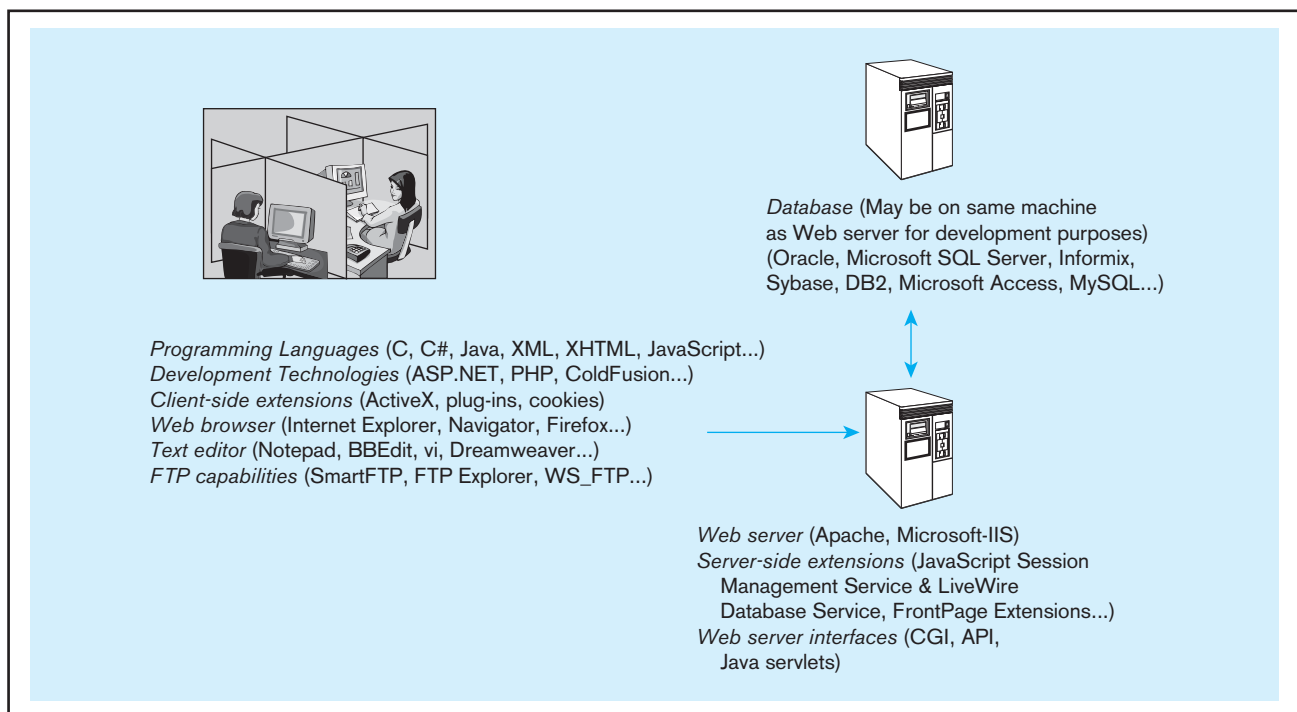 Database (May be on same machine
as Web server for development purposes)
(Oracle, Microsoft SQL Server, Informix,
Sybase, DB2, Microsoft Access, MySQL...)
Programming Languages (C, C#, Java, XML, XHTML, JavaScript...)
Development Technologies (ASP.NET, PHP, ColdFusion...)
Client-side extensions (ActiveX, plug-ins, cookies)
Web browser (Internet Explorer, Navigator, Firefox...)
Text editor (Notepad, BBEdit, vi, Dreamweaver...)
FTP capabilities (SmartFTP, FTP Explorer, WS_FTP...)
Web server (Apache, Microsoft-IIS)
Server-side extensions (JavaScript Session
Management Service & LiveWire
Database Service, FrontPage Extensions...)
Web server interfaces (CGI, API,
Java servlets)